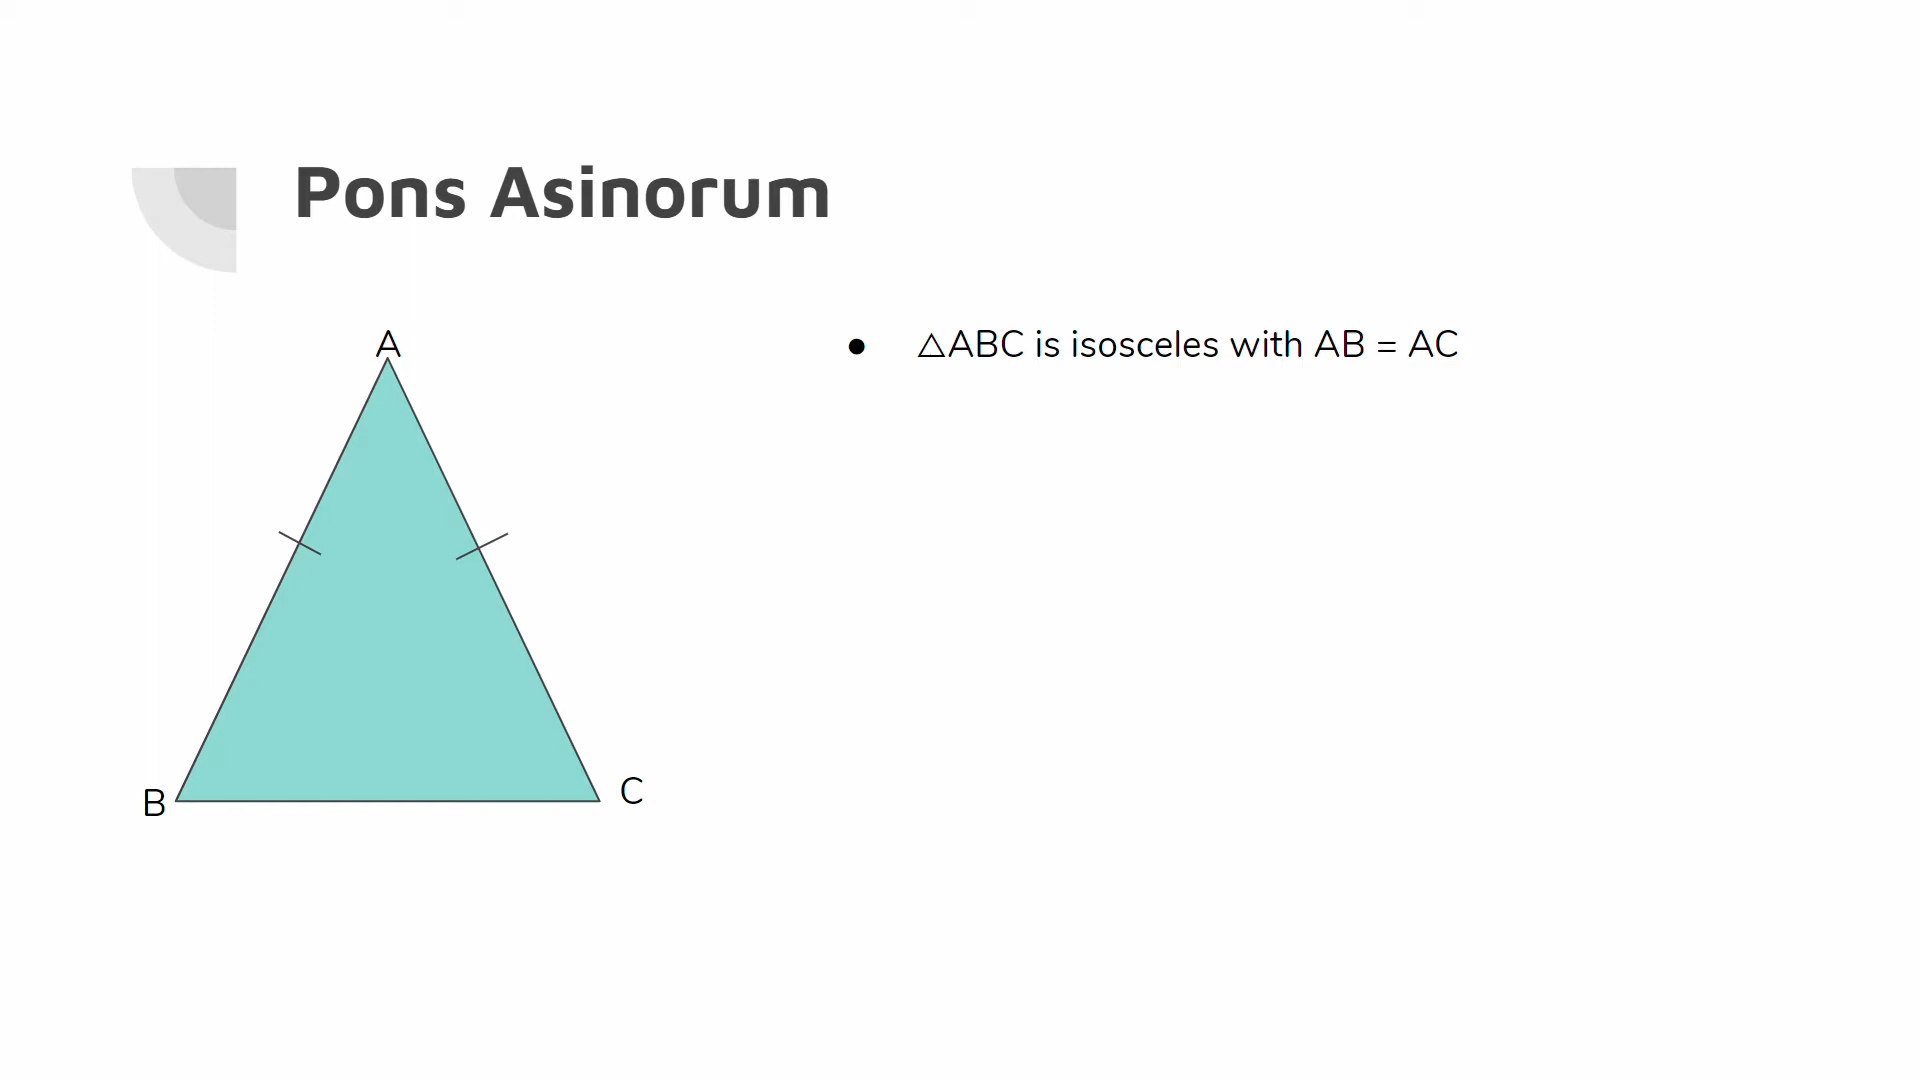 Pons Asinorum
A
● △ABC is isosceles with AB = AC
B
C